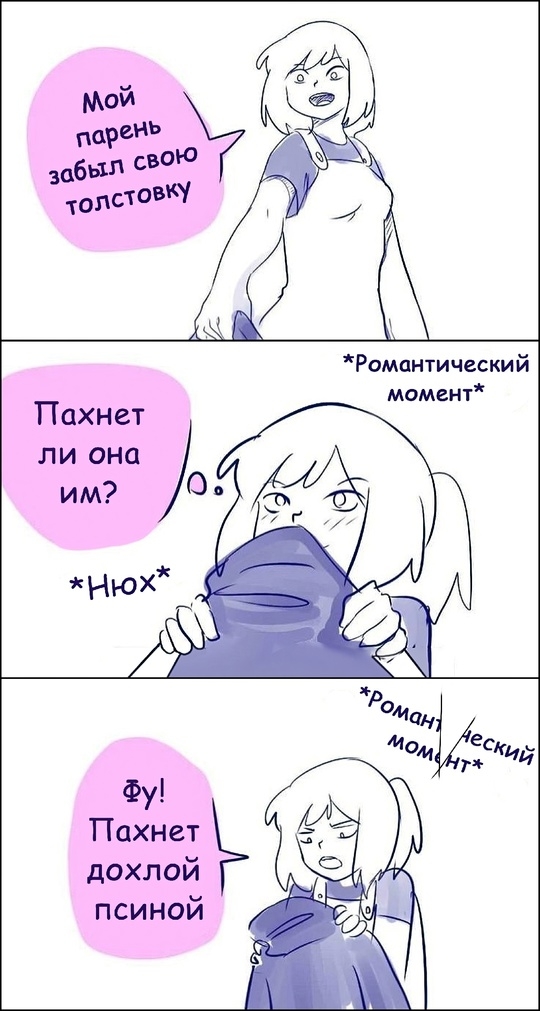 Мой
парень
забыл свою
толстовку
*Романтический
момент*
Пахнет
ли она
им?
*Нюх*
*Романтический
момент*
Фу!
Пахнет
дохлой
псиной